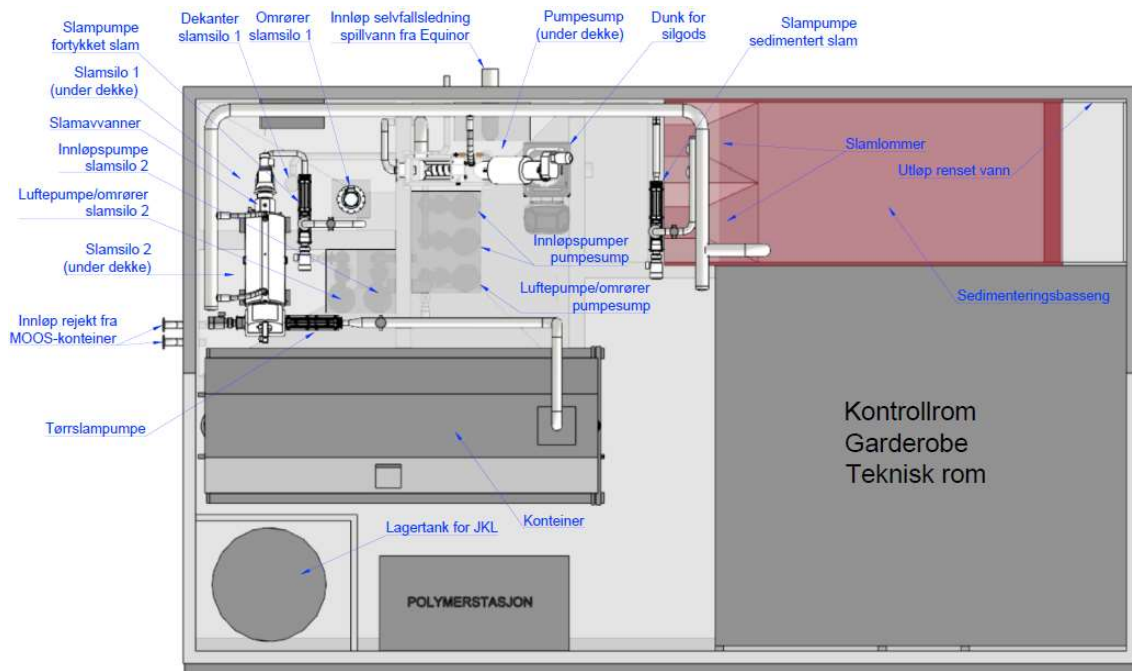 Slampumpe
fortykket slam
Dekanter
slamsilo 1
Omrører
slamsilo 1
Innløp selvfallsledning
spillvann fra Equinor
Pumpesump
(under dekke)
Dunk for
silgods
Slampumpe
sedimentert slam
Slamsilo 1
(under dekke)
Slamavvanner
Innløpspumpe
slamsilo 2
Luftepumpe/omrører
slamsilo 2
Slamsilo 2
(under dekke)
Innløp rejekt fra
MOOS-konteiner
Tørrslampumpe
Slamlommer
Utløp renset vann
Innløpspumper
pumpesump
Luftepumpe/omrører
pumpesump
Sedimenteringsbasseng
Kontrollrom
Garderobe
Teknisk rom
Konteiner
Lagertank for JKL
POLYMERSTASJON